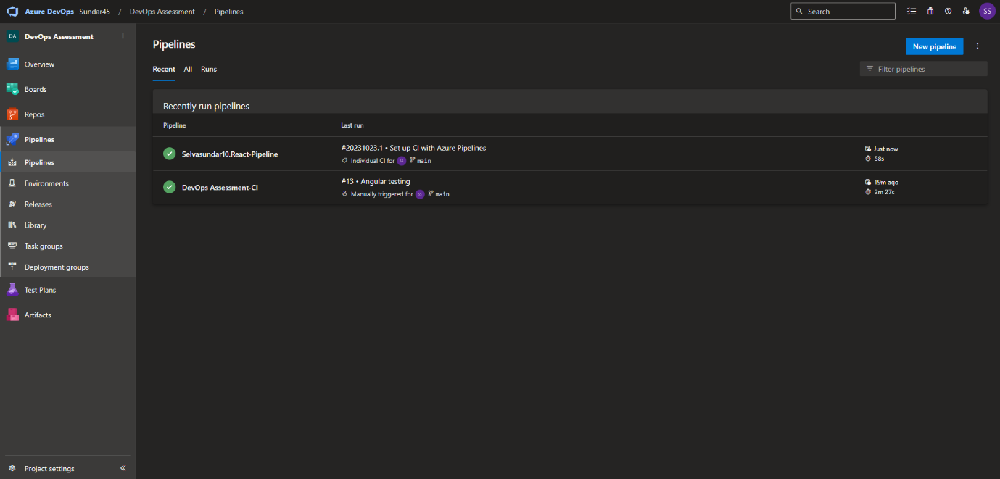 Azure DevOps Sundar45 / DevOps Assessment / Pipelines
Search
SS
DA DevOps Assessment +
Overview
Boards
Repos
Pipelines
Pipelines
Environments
Releases
Library
Task groups
Deployment groups
Test Plans
Artifacts
Project settings
Pipelines
New pipeline
Recent All Runs
Filter pipelines
Recently run pipelines
Pipeline Last run
Selvasundar10.React-Pipeline
#20231023.1 • Set up CI with Azure Pipelines
Individual CI for SS main
Just now
58s
DevOps Assessment-CI
#13 • Angular testing
Manually triggered for SS main
19m ago
2m 27s